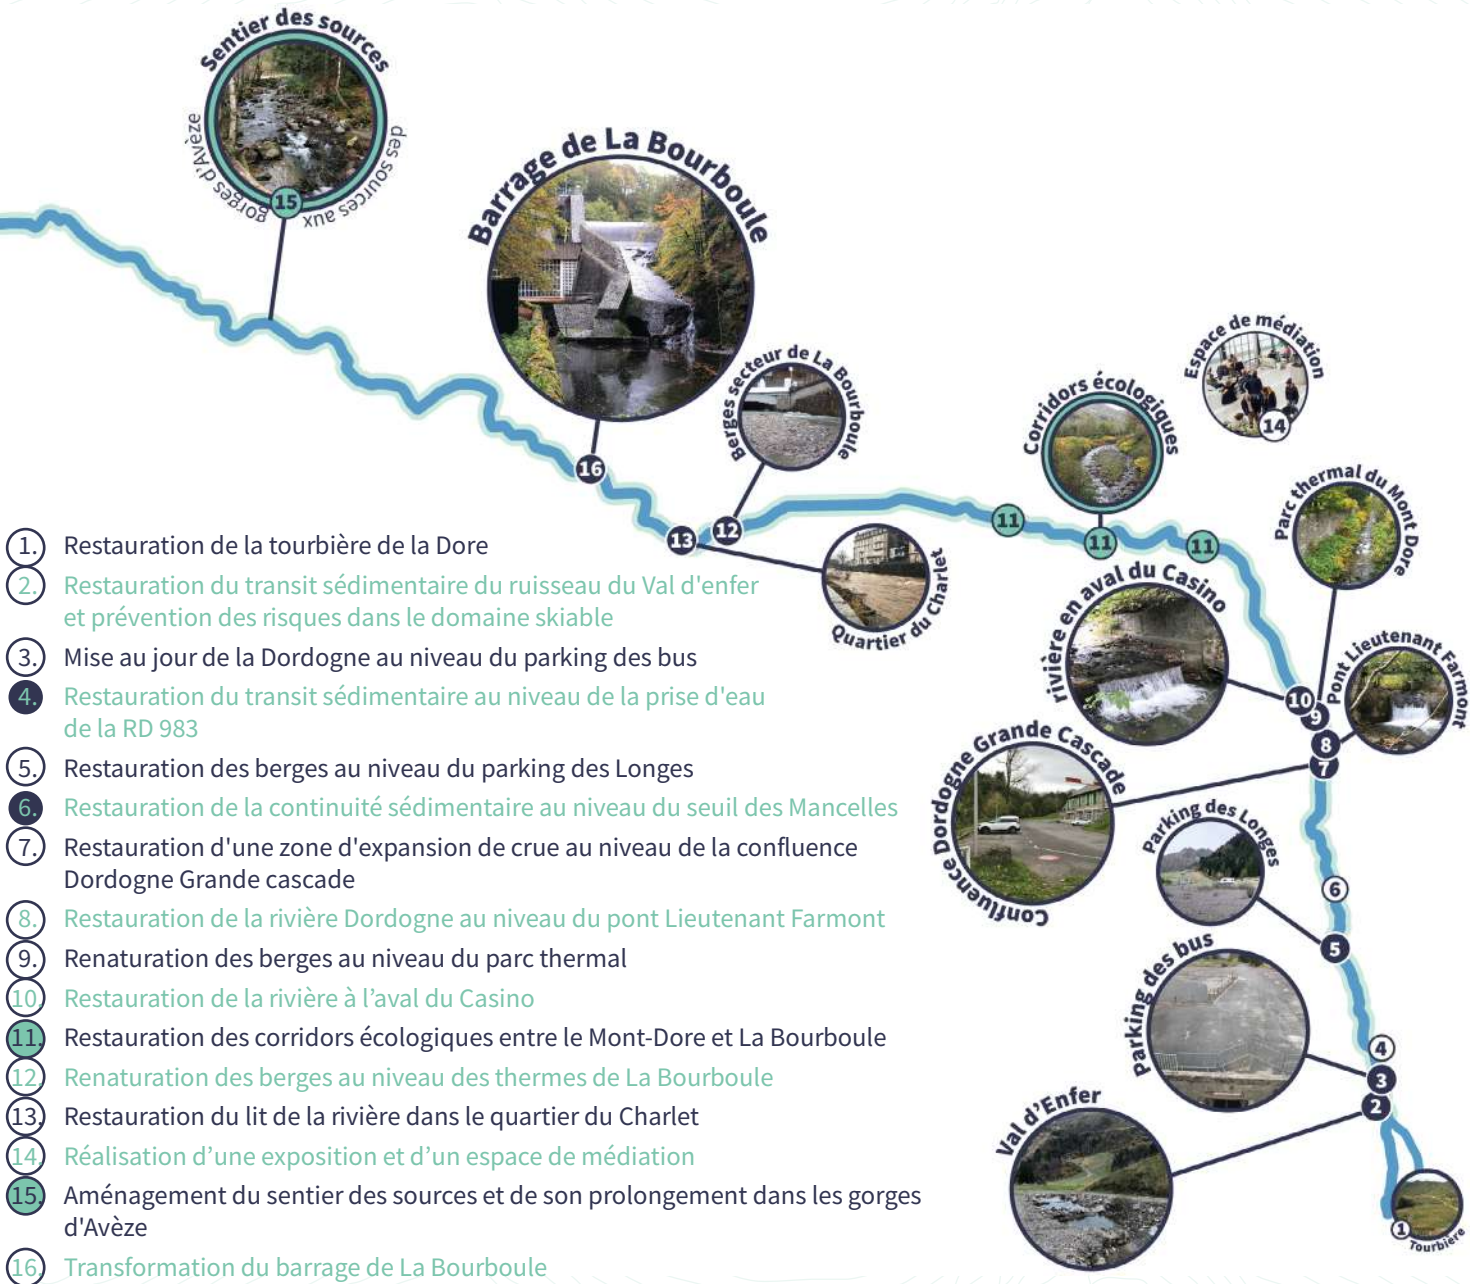 Sentier des sources
des sources aux
gorges d'Avèze
15
Barrage de La Bourboule
16
Berges secteur de La Bourboule
12
13
Quartier du Charlet
Corridors écologiques
11
11
11
Espace de médiation
14
Parc thermal du Mont Dore
rivière en aval du Casino
10
9
Pont Lieutenant Farmont
8
7
Confluence Dordogne Grande Cascade
Parking des Longes
6
5
Parking des bus
4
3
2
Val d'Enfer
1
Tourbière
1. Restauration de la tourbière de la Dore
2. Restauration du transit sédimentaire du ruisseau du Val d'enfer
et prévention des risques dans le domaine skiable
3. Mise au jour de la Dordogne au niveau du parking des bus
4. Restauration du transit sédimentaire au niveau de la prise d'eau
de la RD 983
5. Restauration des berges au niveau du parking des Longes
6. Restauration de la continuité sédimentaire au niveau du seuil des Mancelles
7. Restauration d'une zone d'expansion de crue au niveau de la confluence
Dordogne Grande cascade
8. Restauration de la rivière Dordogne au niveau du pont Lieutenant Farmont
9. Renaturation des berges au niveau du parc thermal
10. Restauration de la rivière à l’aval du Casino
11. Restauration des corridors écologiques entre le Mont-Dore et La Bourboule
12. Renaturation des berges au niveau des thermes de La Bourboule
13. Restauration du lit de la rivière dans le quartier du Charlet
14. Réalisation d’une exposition et d’un espace de médiation
15. Aménagement du sentier des sources et de son prolongement dans les gorges
d'Avèze
16. Transformation du barrage de La Bourboule